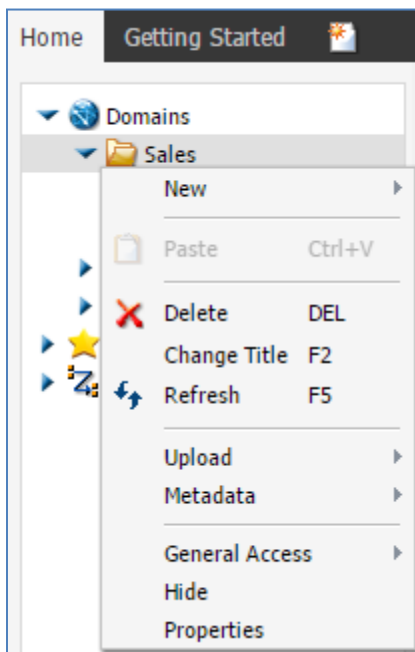 Home Getting Started
Domains
Sales
New
Paste Ctrl+V
Delete DEL
Change Title F2
Refresh F5
Upload
Metadata
General Access
Hide
Properties